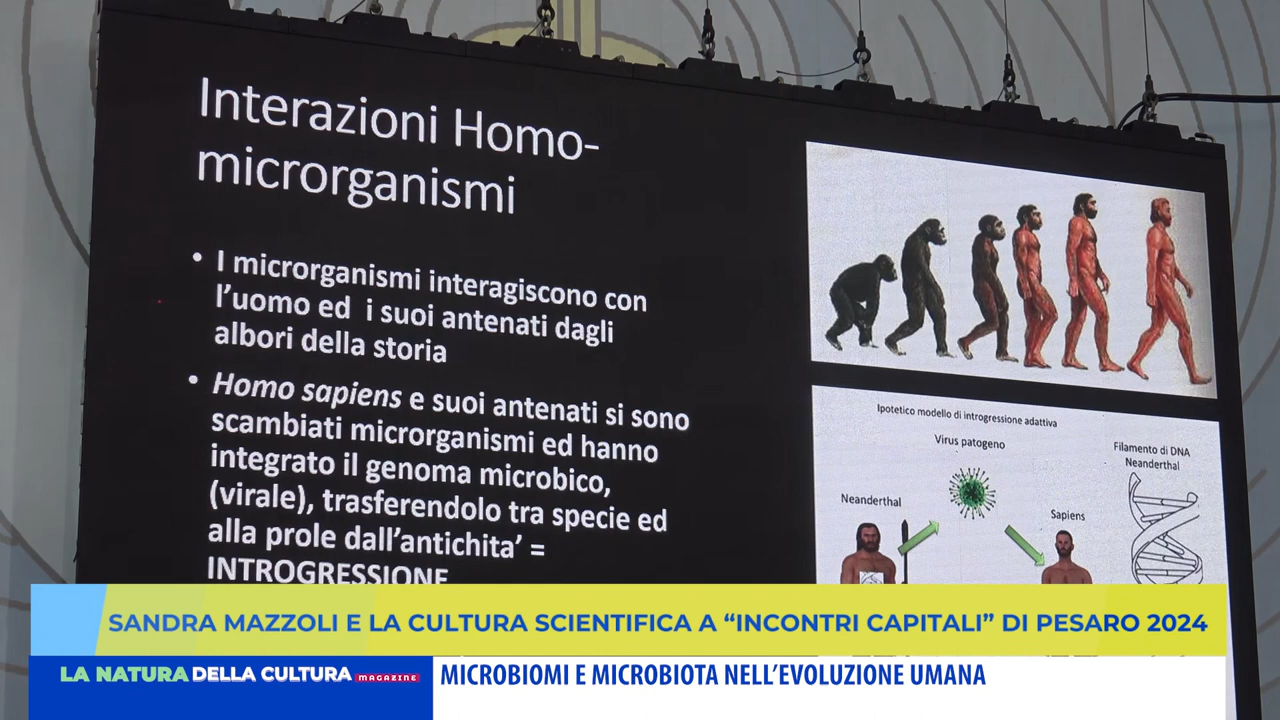 Interazioni Homo-
microrganismi
• I microrganismi interagiscono con
l'uomo ed i suoi antenati dagli
albori della storia
• Homo sapiens e suoi antenati si sono
scambiati microrganismi ed hanno
integrato il genoma microbico,
(virale), trasferendolo tra specie ed
alla prole dall'antichita' =
INTROGRESSIONE
Ipotetico modello di introgressione adattiva
Virus patogeno
Filamento di DNA
Neanderthal
Neanderthal
Sapiens
SANDRA MAZZOLI E LA CULTURA SCIENTIFICA A “INCONTRI CAPITALI” DI PESARO 2024
LA NATURA DELLA CULTURA MAGAZINE
MICROBIOMI E MICROBIOTA NELL'EVOLUZIONE UMANA